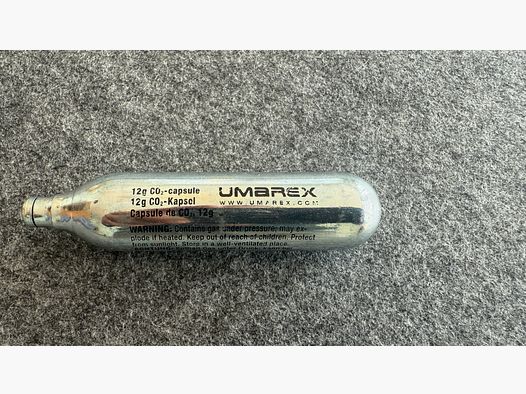 12g CO₂-capsule
12g CO₂-Kapsel
Capsule de CO₂, 12g
UMAREX
WWW.UMAREX.COM
WARNING: Contains gas under pressure; may ex-
plode if heated. Keep out of reach of children. Protect
from sunlight. Store in a well-ventilated place.